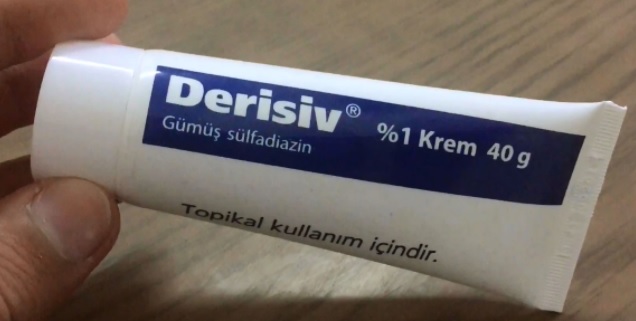 Derisiv®
Gümüş sülfadiazin
%1 Krem 40 g
Topikal kullanım içindir.